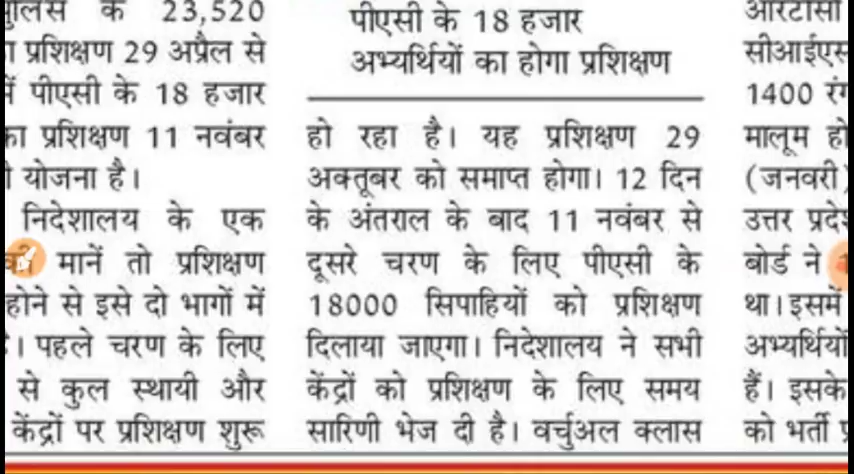 के 23,520
प्रशिक्षण 29 अप्रैल से
पीएसी के 18 हजार
प्रशिक्षण 11 नवंबर
योजना है।
निदेशालय के एक
मानें तो प्रशिक्षण
होने से इसे दो भागों में
। पहले चरण के लिए
से कुल स्थायी और
केंद्रों पर प्रशिक्षण शुरू
पीएसी के 18 हजार
अभ्यर्थियों का होगा प्रशिक्षण
हो रहा है। यह प्रशिक्षण 29
अक्तूबर को समाप्त होगा। 12 दिन
के अंतराल के बाद 11 नवंबर से
दूसरे चरण के लिए पीएसी के
18000 सिपाहियों को प्रशिक्षण
दिलाया जाएगा। निदेशालय ने सभी
केंद्रों को प्रशिक्षण के लिए समय
सारिणी भेज दी है। वर्चुअल क्लास
सीआईएस
1400
मालूम हो
(जनवरी)
उत्तर
बोर्ड ने
था। इसमें
अभ्यर्थियों
हैं। इसके
को भर्ती